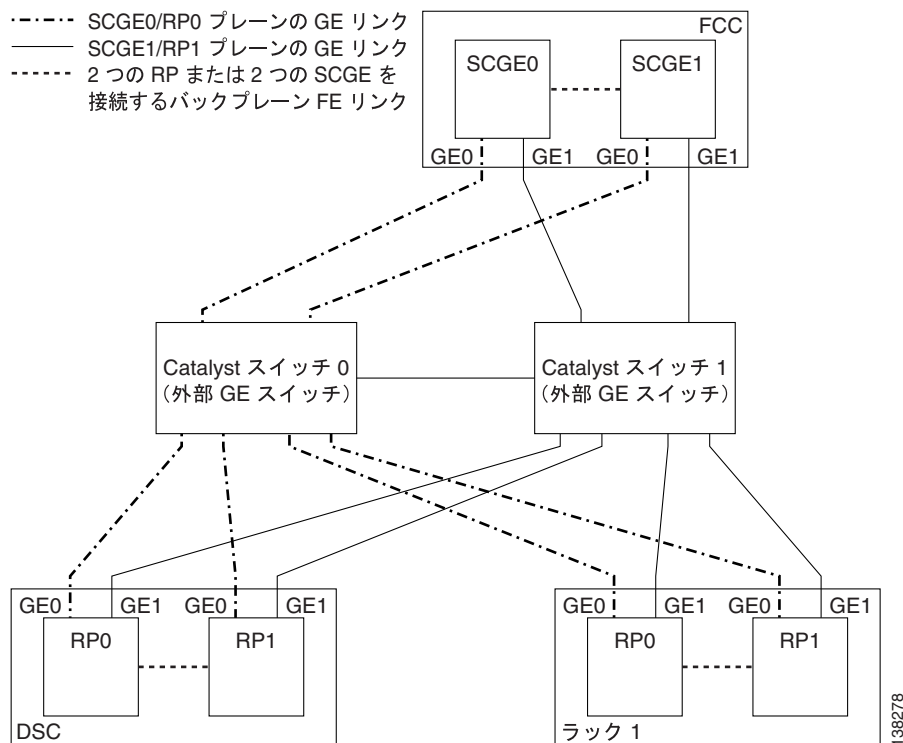 SCGE0/RP0 プレーンの GE リンク
SCGE1/RP1 プレーンの GE リンク
2 つの RP または 2 つの SCGE を
接続するバックプレーン FE リンク
FCC
SCGE0
SCGE1
GE0
GE1
GE0
GE1
Catalyst スイッチ 0
（外部 GE スイッチ）
Catalyst スイッチ 1
（外部 GE スイッチ）
GE0
GE1
GE0
GE1
RP0
RP1
DSC
GE0
GE1
GE0
GE1
RP0
RP1
ラック 1
138278